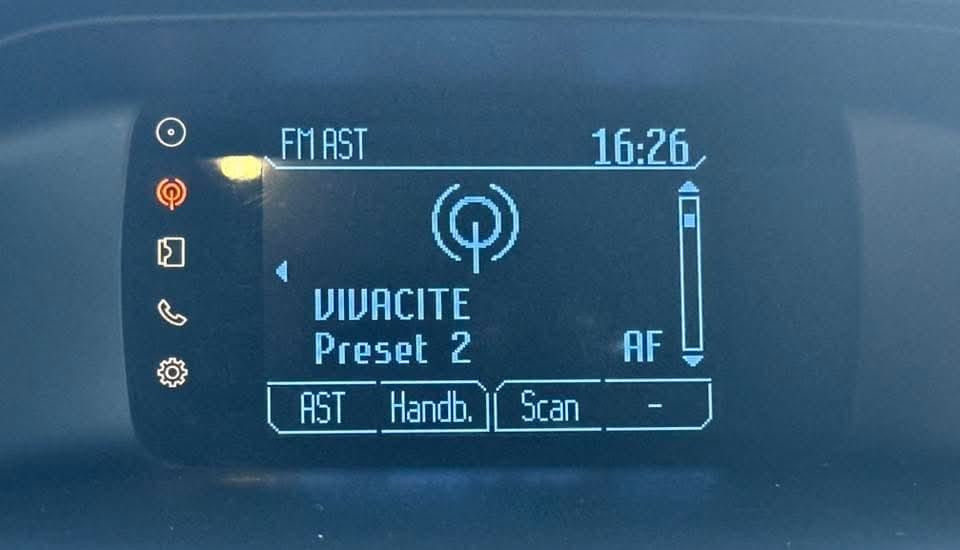 FM AST 16:26
VIVACITE
Preset 2 AF
AST Handb. Scan -